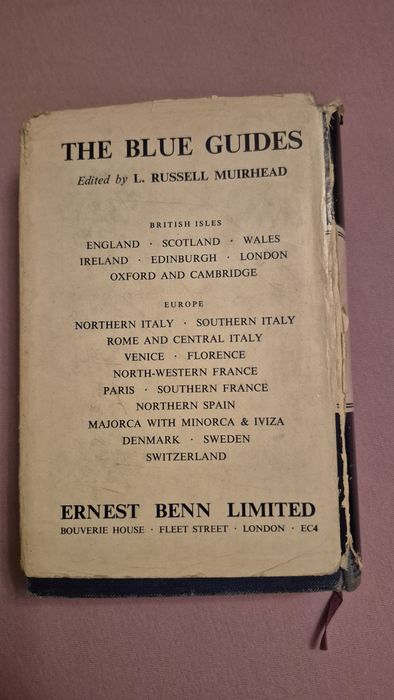 THE BLUE GUIDES
Edited by L. RUSSELL MUIRHEAD
BRITISH ISLES
ENGLAND · SCOTLAND · WALES
IRELAND · EDINBURGH · LONDON
OXFORD AND CAMBRIDGE
EUROPE
NORTHERN ITALY · SOUTHERN ITALY
ROME AND CENTRAL ITALY
VENICE · FLORENCE
NORTH-WESTERN FRANCE
PARIS · SOUTHERN FRANCE
NORTHERN SPAIN
MAJORCA WITH MINORCA & IVIZA
DENMARK · SWEDEN
SWITZERLAND
ERNEST BENN LIMITED
BOUVERIE HOUSE · FLEET STREET · LONDON · EC4